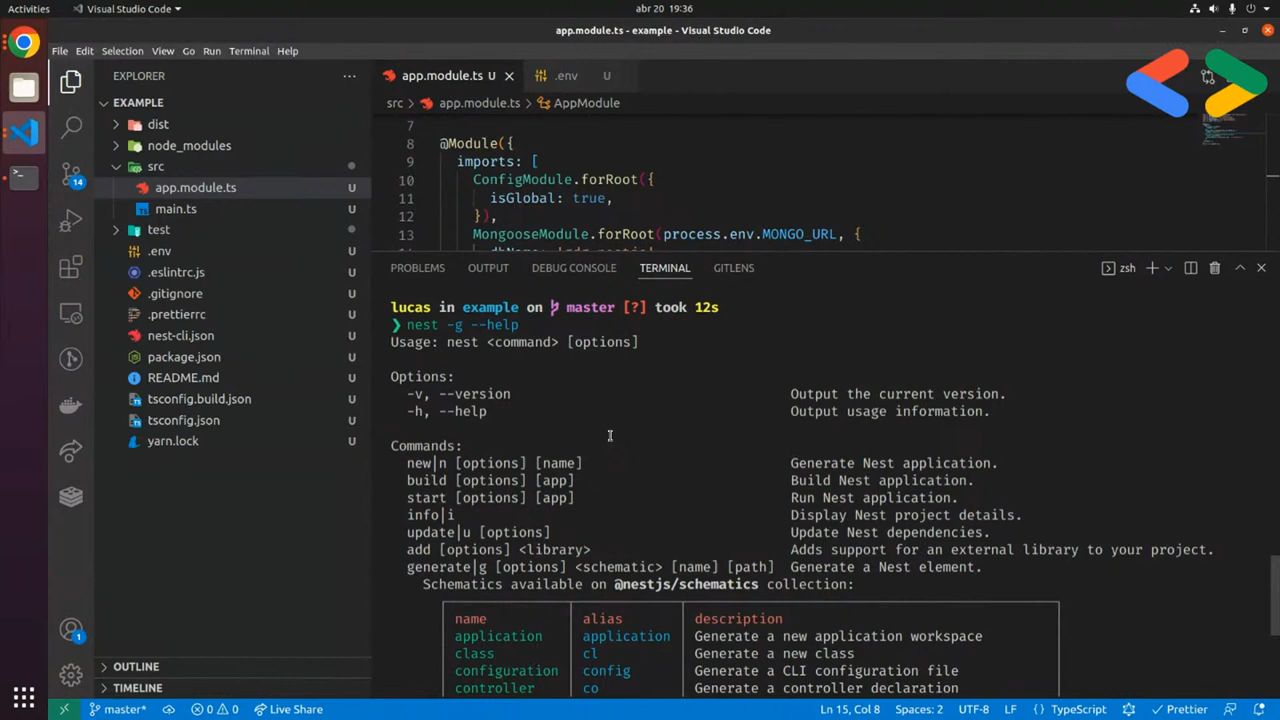 Activities
Visual Studio Code
abr 20 19:36
app.module.ts - example - Visual Studio Code
File Edit Selection View Go Run Terminal Help
EXPLORER
EXAMPLE
dist
node_modules
src
app.module.ts U
main.ts U
test
.env U
.eslintrc.js U
.gitignore U
.prettierrc U
nest-cli.json U
package.json U
README.md U
tsconfig.build.json U
tsconfig.json U
yarn.lock U
OUTLINE
TIMELINE
14
1
app.module.ts U
.env U
src > app.module.ts > AppModule
7
8 @Module({
9 imports: [
10 ConfigModule.forRoot({
11 isGlobal: true,
12 }),
13 MongooseModule.forRoot(process.env.MONGO_URL, {
PROBLEMS OUTPUT DEBUG CONSOLE TERMINAL GITLENS
zsh
lucas in example on master [?] took 12s
❯ nest -g --help
Usage: nest <command> [options]
Options:
-v, --version Output the current version.
-h, --help Output usage information.
Commands:
new|n [options] [name] Generate Nest application.
build [options] [app] Build Nest application.
start [options] [app] Run Nest application.
info|i Display Nest project details.
update|u [options] Update Nest dependencies.
add [options] <library> Adds support for an external library to your project.
generate|g [options] <schematic> [name] [path] Generate a Nest element.
Schematics available on @nestjs/schematics collection:
name alias description
application application Generate a new application workspace
class cl Generate a new class
configuration config Generate a CLI configuration file
controller co Generate a controller declaration
master* 0 0 Live Share Ln 15, Col 8 Spaces: 2 UTF-8 LF { } TypeScript Prettier